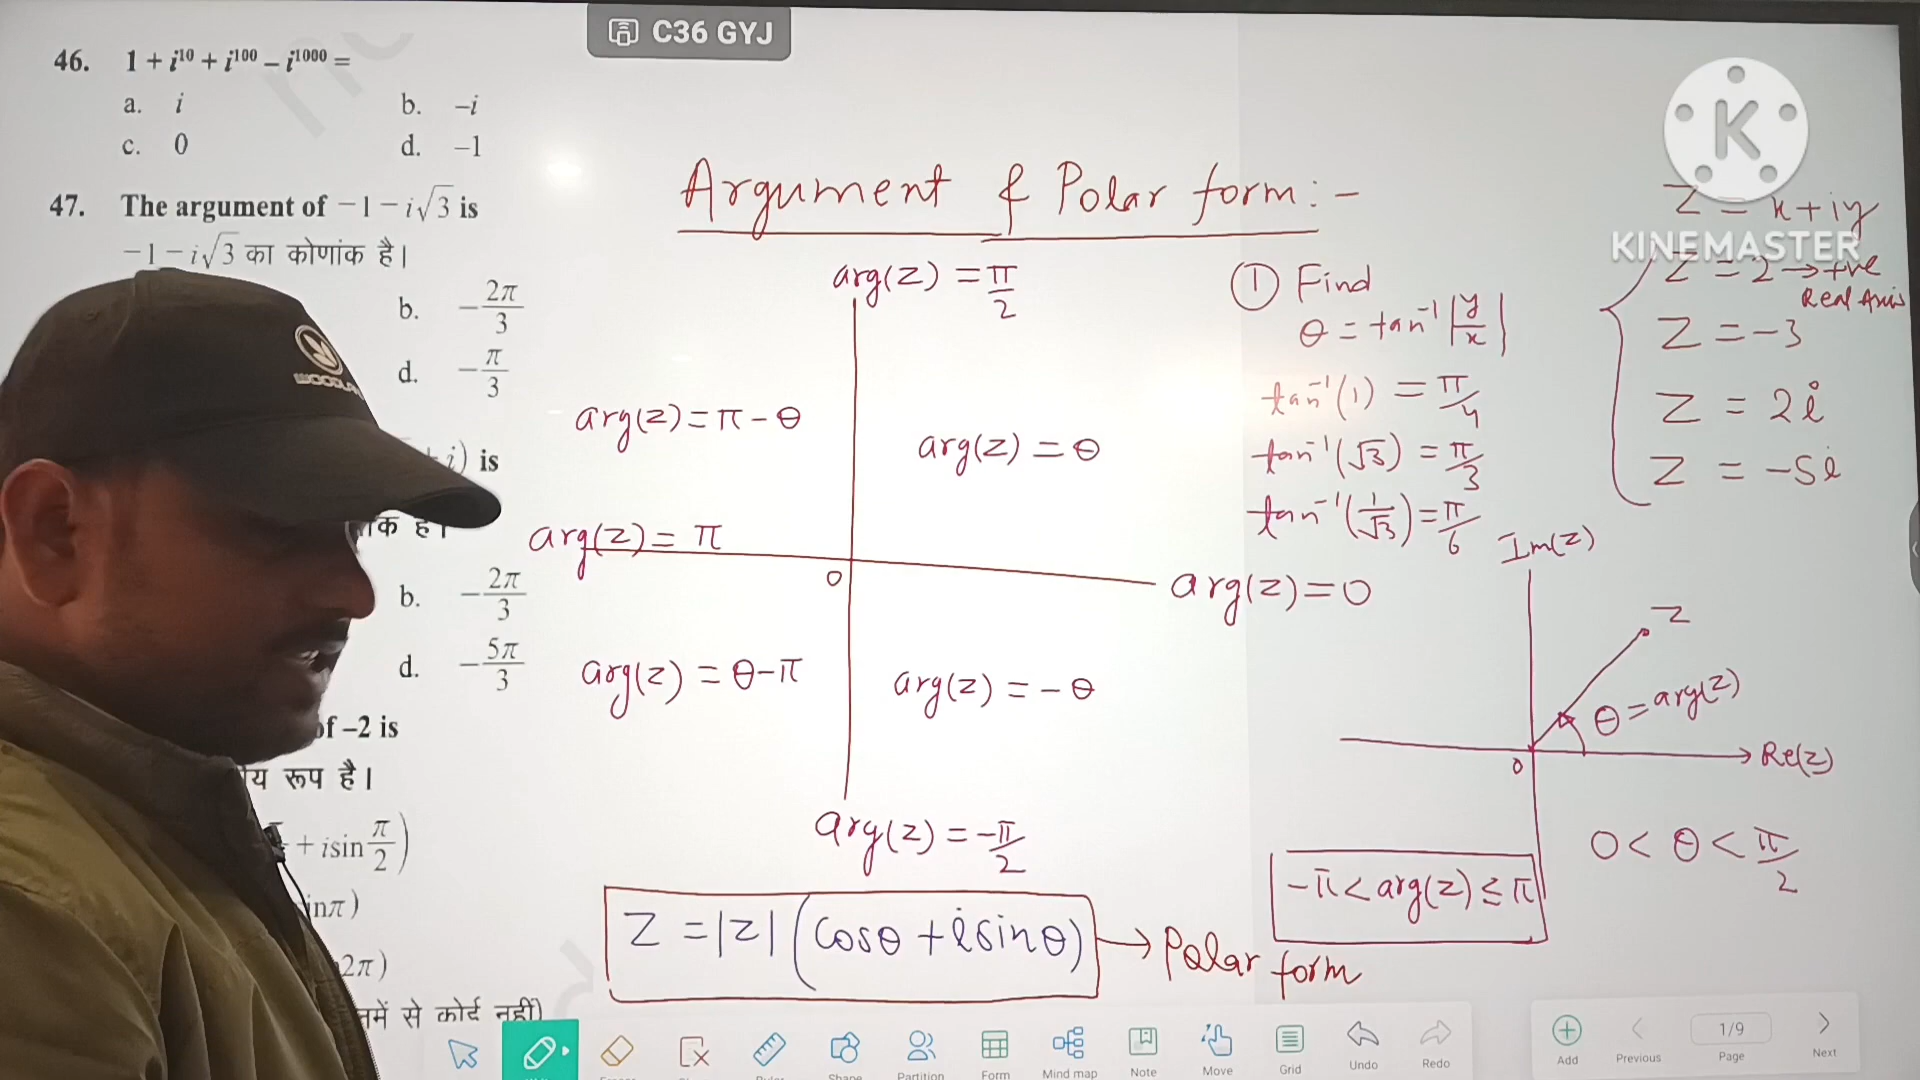 C36 GYJ
46. 1 + i¹⁰ + i¹⁰⁰ – i¹⁰⁰⁰ =
a. i b. –i
c. 0 d. –1
47. The argument of −1 − i√3 is
−1 − i√3 का कोणांक है।
b. −2π/3
d. −π/3
i) is
b. −2π/3
d. −5π/3
of –2 is
रूप है।
+ isin π/2)
inπ)
2π)
में से कोई नहीं)
WOODLAN
Argument & Polar form:-
arg(z) = π/2
arg(z) = π - θ
arg(z) = θ
arg(z) = π
0
arg(z) = 0
arg(z) = θ-π
arg(z) = - θ
arg(z) = -π/2
Z = |z| (cosθ + i sinθ) → Polar form
① Find
θ = tan⁻¹ |y/x|
tan⁻¹(1) = π/4
tan⁻¹(√3) = π/3
tan⁻¹(1/√3) = π/6
K
KINEMASTER
Z = x+iy
Z = 2 → +ve
Real Axis
Z = -3
Z = 2i
Z = -5i
Im(z)
Z
θ = arg(z)
0
Re(z)
-π < arg(z) ≤ π
0 < θ < π/2
Partition
Form
Mind map
Note
Move
Grid
Undo
Redo
Add
Previous
1/9
Page
Next